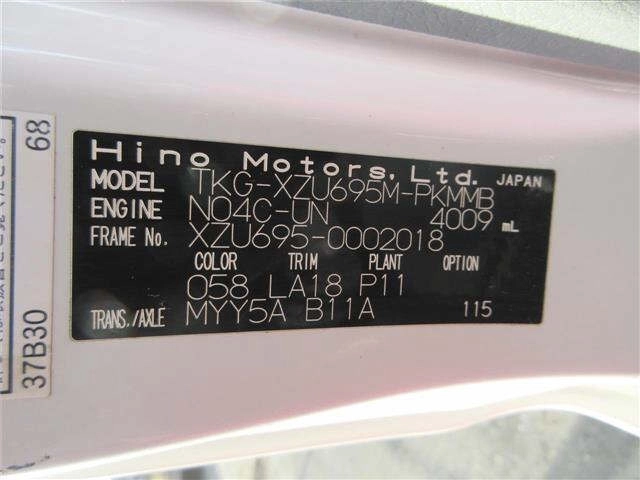 Hino Motors, Ltd. JAPAN
MODEL TKG-XZU695M-PKMMB
ENGINE N04C-UN 4009 mL
FRAME No. XZU695-0002018
COLOR TRIM PLANT OPTION
058 LA18 P11
TRANS./AXLE MYY5A B11A 115
37B30
68